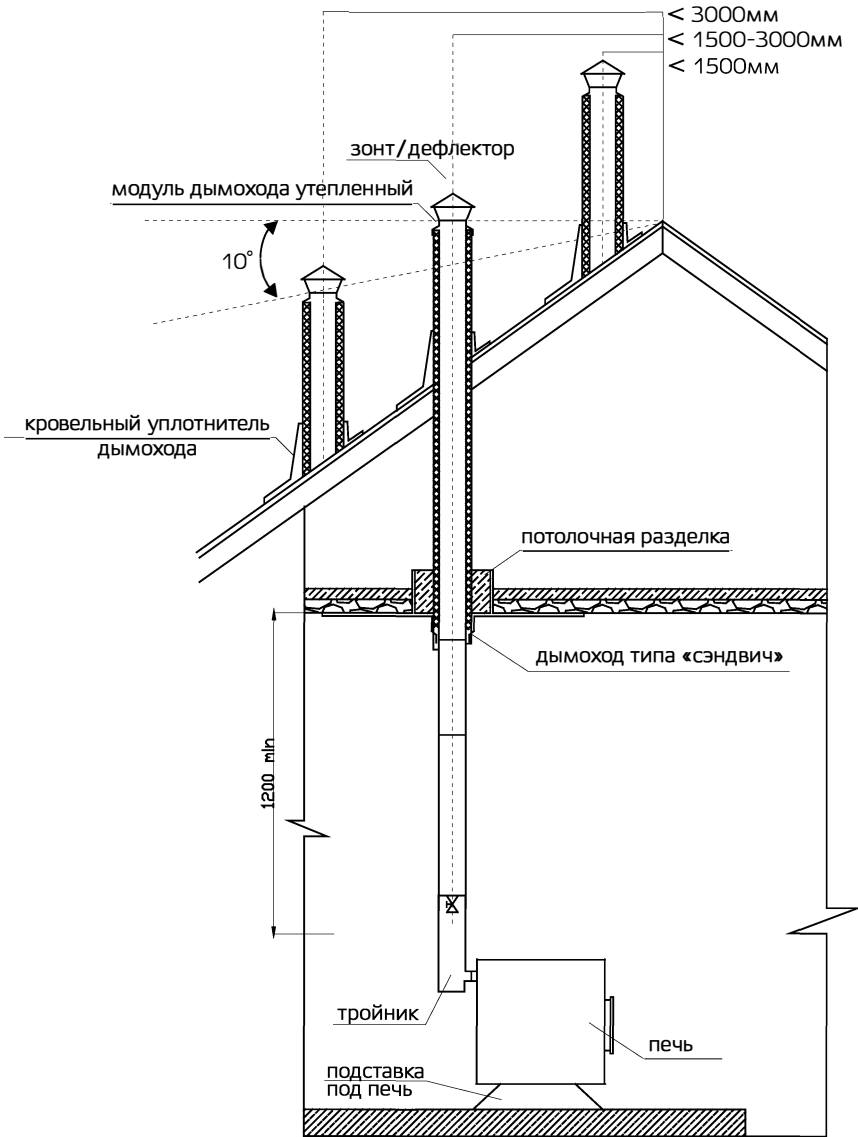 < 3000мм
< 1500-3000мм
< 1500мм
зонт/дефлектор
модуль дымохода утепленный
10°
кровельный уплотнитель
дымохода
потолочная разделка
дымоход типа «сэндвич»
1200 min
тройник
печь
подставка
под печь